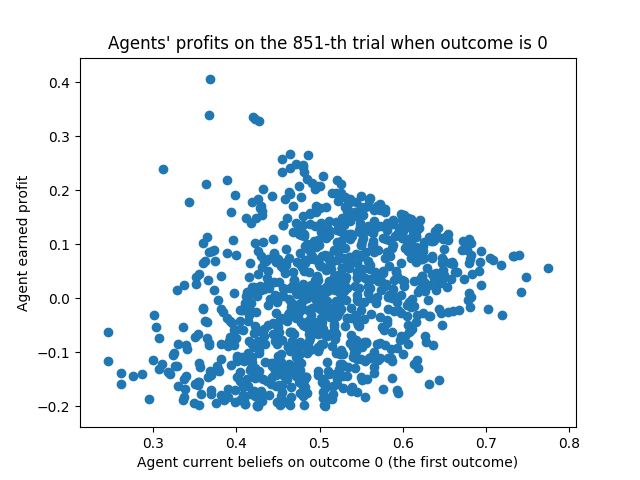 Agents' profits on the 851-th trial when outcome is 0
0.4
0.3
0.2
0.1
0.0
−0.1
−0.2
Agent earned profit
0.3 0.4 0.5 0.6 0.7 0.8
Agent current beliefs on outcome 0 (the first outcome)